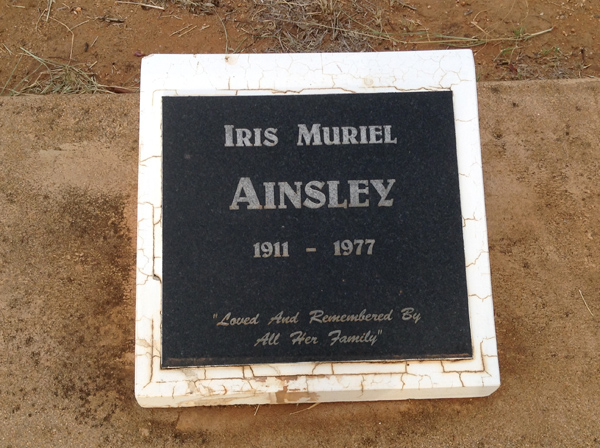 IRIS MURIEL
AINSLEY
1911 - 1977
"Loved And Remembered By
All Her Family"